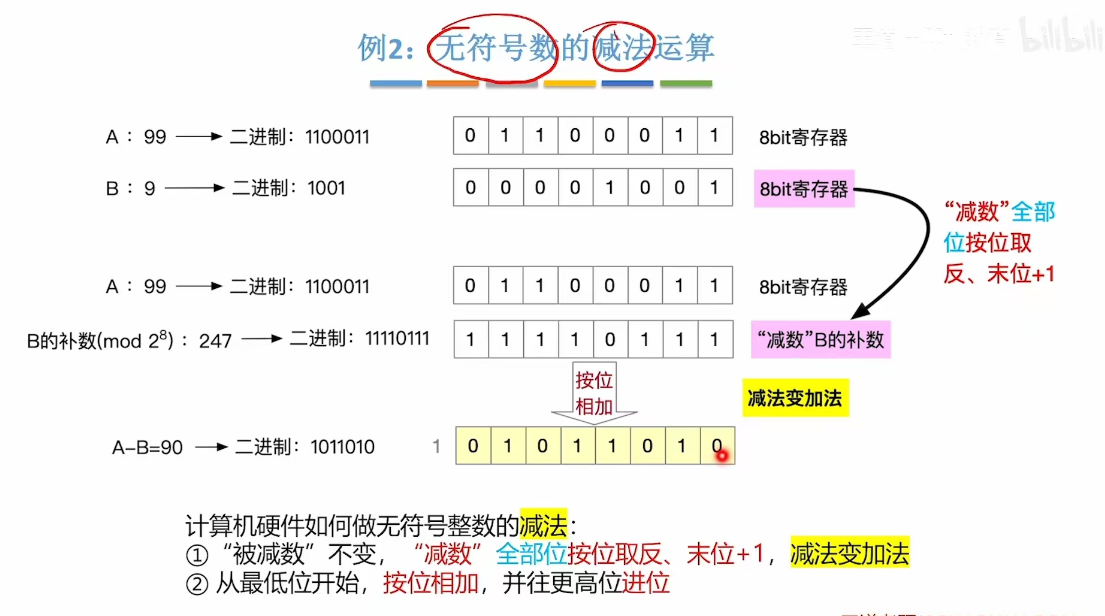 例2：无符号数的减法运算
bilibili
A：99 → 二进制：1100011 0 1 1 0 0 0 1 1 8bit寄存器
B：9 → 二进制：1001 0 0 0 0 1 0 0 1 8bit寄存器
“减数”全部
位按位取
反、末位+1
A：99 → 二进制：1100011 0 1 1 0 0 0 1 1 8bit寄存器
B的补数(mod 2⁸)：247 → 二进制：11110111 1 1 1 1 0 1 1 1 “减数”B的补数
按位
相加
减法变加法
A−B=90 → 二进制：1011010 1 0 1 0 1 1 0 1 0
计算机硬件如何做无符号整数的减法：
① “被减数”不变，“减数”全部位按位取反、末位+1，减法变加法
② 从最低位开始，按位相加，并往更高位进位